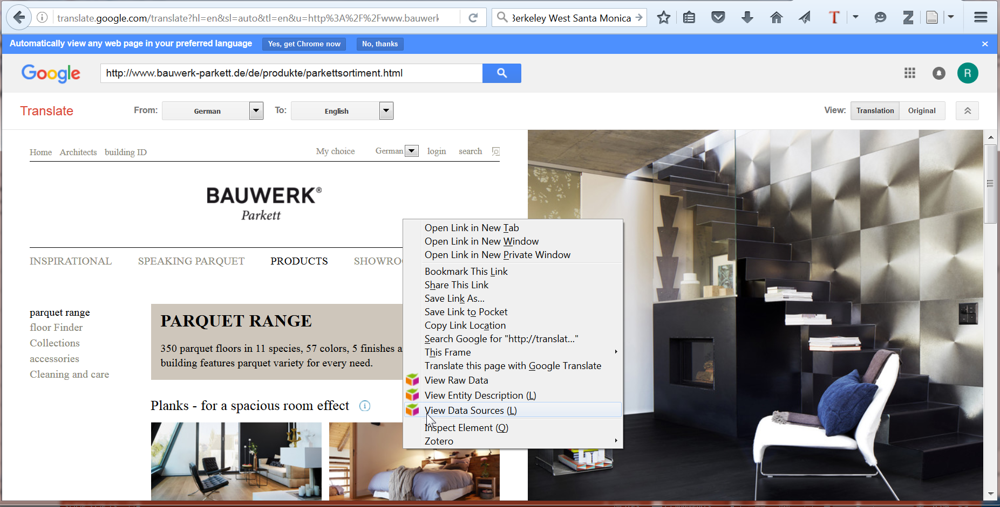 translate.google.com/translate?hl=en&sl=auto&tl=en&u=http%3A%2F%2Fwww.bauwerk
Berkeley West Santa Monica
T
Z
Automatically view any web page in your preferred language
Yes, get Chrome now
No, thanks
Google
http://www.bauwerk-parkett.de/de/produkte/parkettsortiment.html
R
Translate
From:
German
To:
English
View:
Translation
Original
Home
Architects
building ID
My choice
German
login
search
BAUWERK®
Parkett
INSPIRATIONAL
SPEAKING PARQUET
PRODUCTS
SHOWROO
parquet range
floor Finder
Collections
accessories
Cleaning and care
PARQUET RANGE
350 parquet floors in 11 species, 57 colors, 5 finishes a
building features parquet variety for every need.
Planks - for a spacious room effect
Open Link in New Tab
Open Link in New Window
Open Link in New Private Window
Bookmark This Link
Share This Link
Save Link As...
Save Link to Pocket
Copy Link Location
Search Google for "http://translat..."
This Frame
Translate this page with Google Translate
View Raw Data
View Entity Description (L)
View Data Sources (L)
Inspect Element (Q)
Zotero